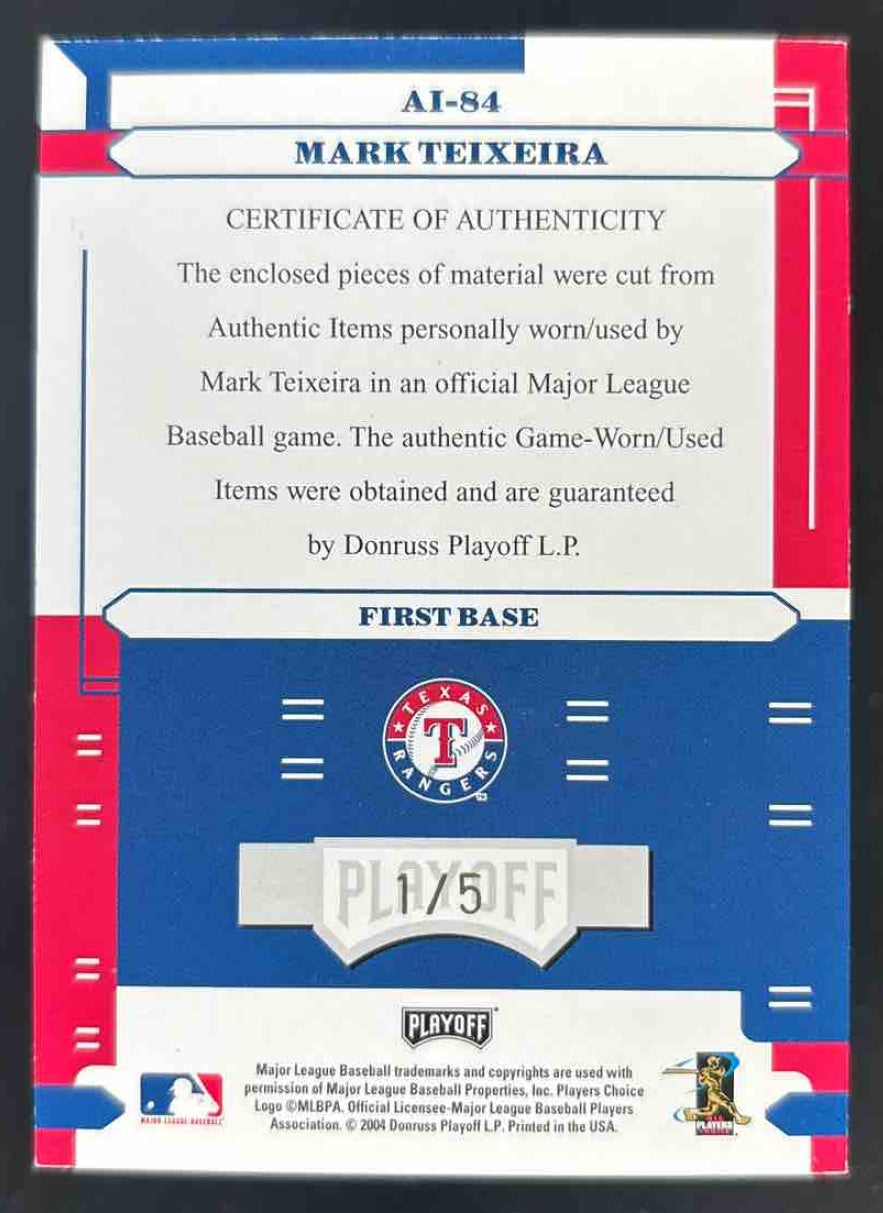 AI-84
MARK TEIXEIRA
CERTIFICATE OF AUTHENTICITY
The enclosed pieces of material were cut from
Authentic Items personally worn/used by
Mark Teixeira in an official Major League
Baseball game. The authentic Game-Worn/Used
Items were obtained and are guaranteed
by Donruss Playoff L.P.
FIRST BASE
TEXAS
T
RANGERS
PLAYOFF
1/5
PLAYOFF
Major League Baseball trademarks and copyrights are used with
permission of Major League Baseball Properties, Inc. Players Choice
Logo ©MLBPA. Official Licensee-Major League Baseball Players
Association. © 2004 Donruss Playoff L.P. Printed in the USA.
MAJOR LEAGUE BASEBALL
PLAYERS